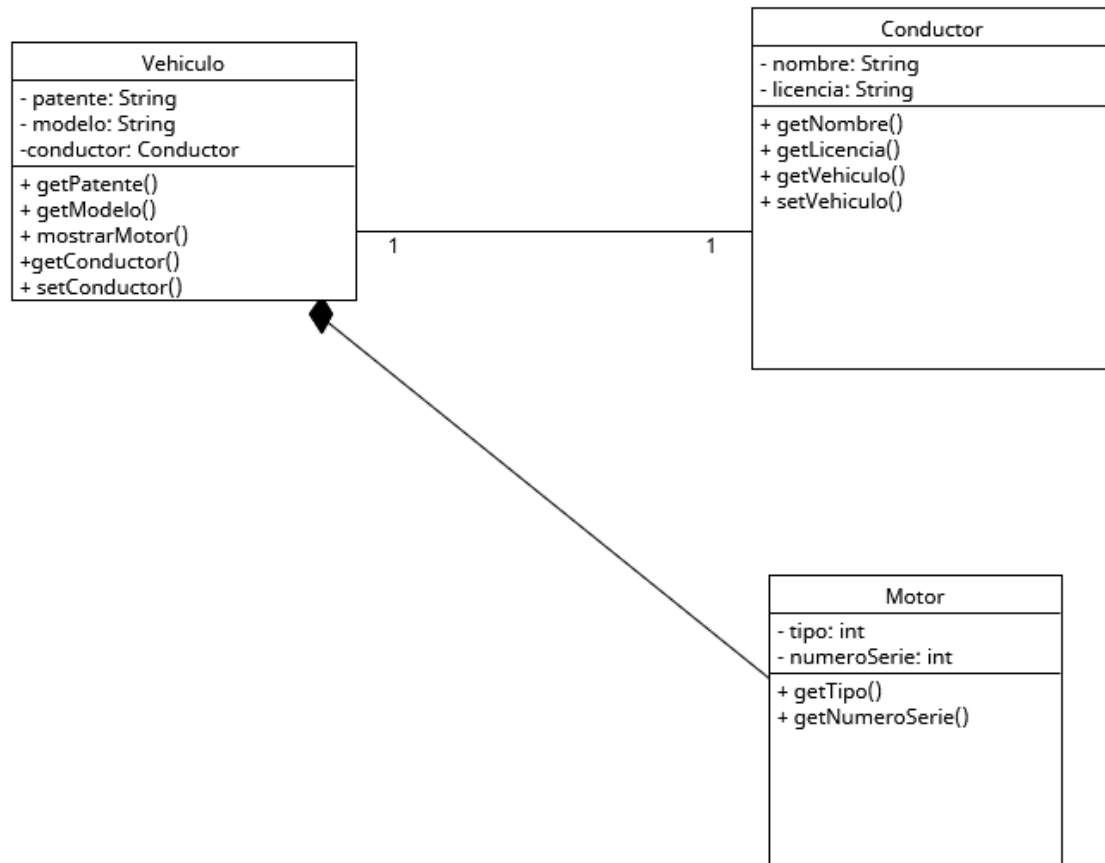 Vehiculo
- patente: String
- modelo: String
-conductor: Conductor
+ getPatente()
+ getModelo()
+ mostrarMotor()
+getConductor()
+ setConductor()
1
1
Conductor
- nombre: String
- licencia: String
+ getNombre()
+ getLicencia()
+ getVehiculo()
+ setVehiculo()
Motor
- tipo: int
- numeroSerie: int
+ getTipo()
+ getNumeroSerie()